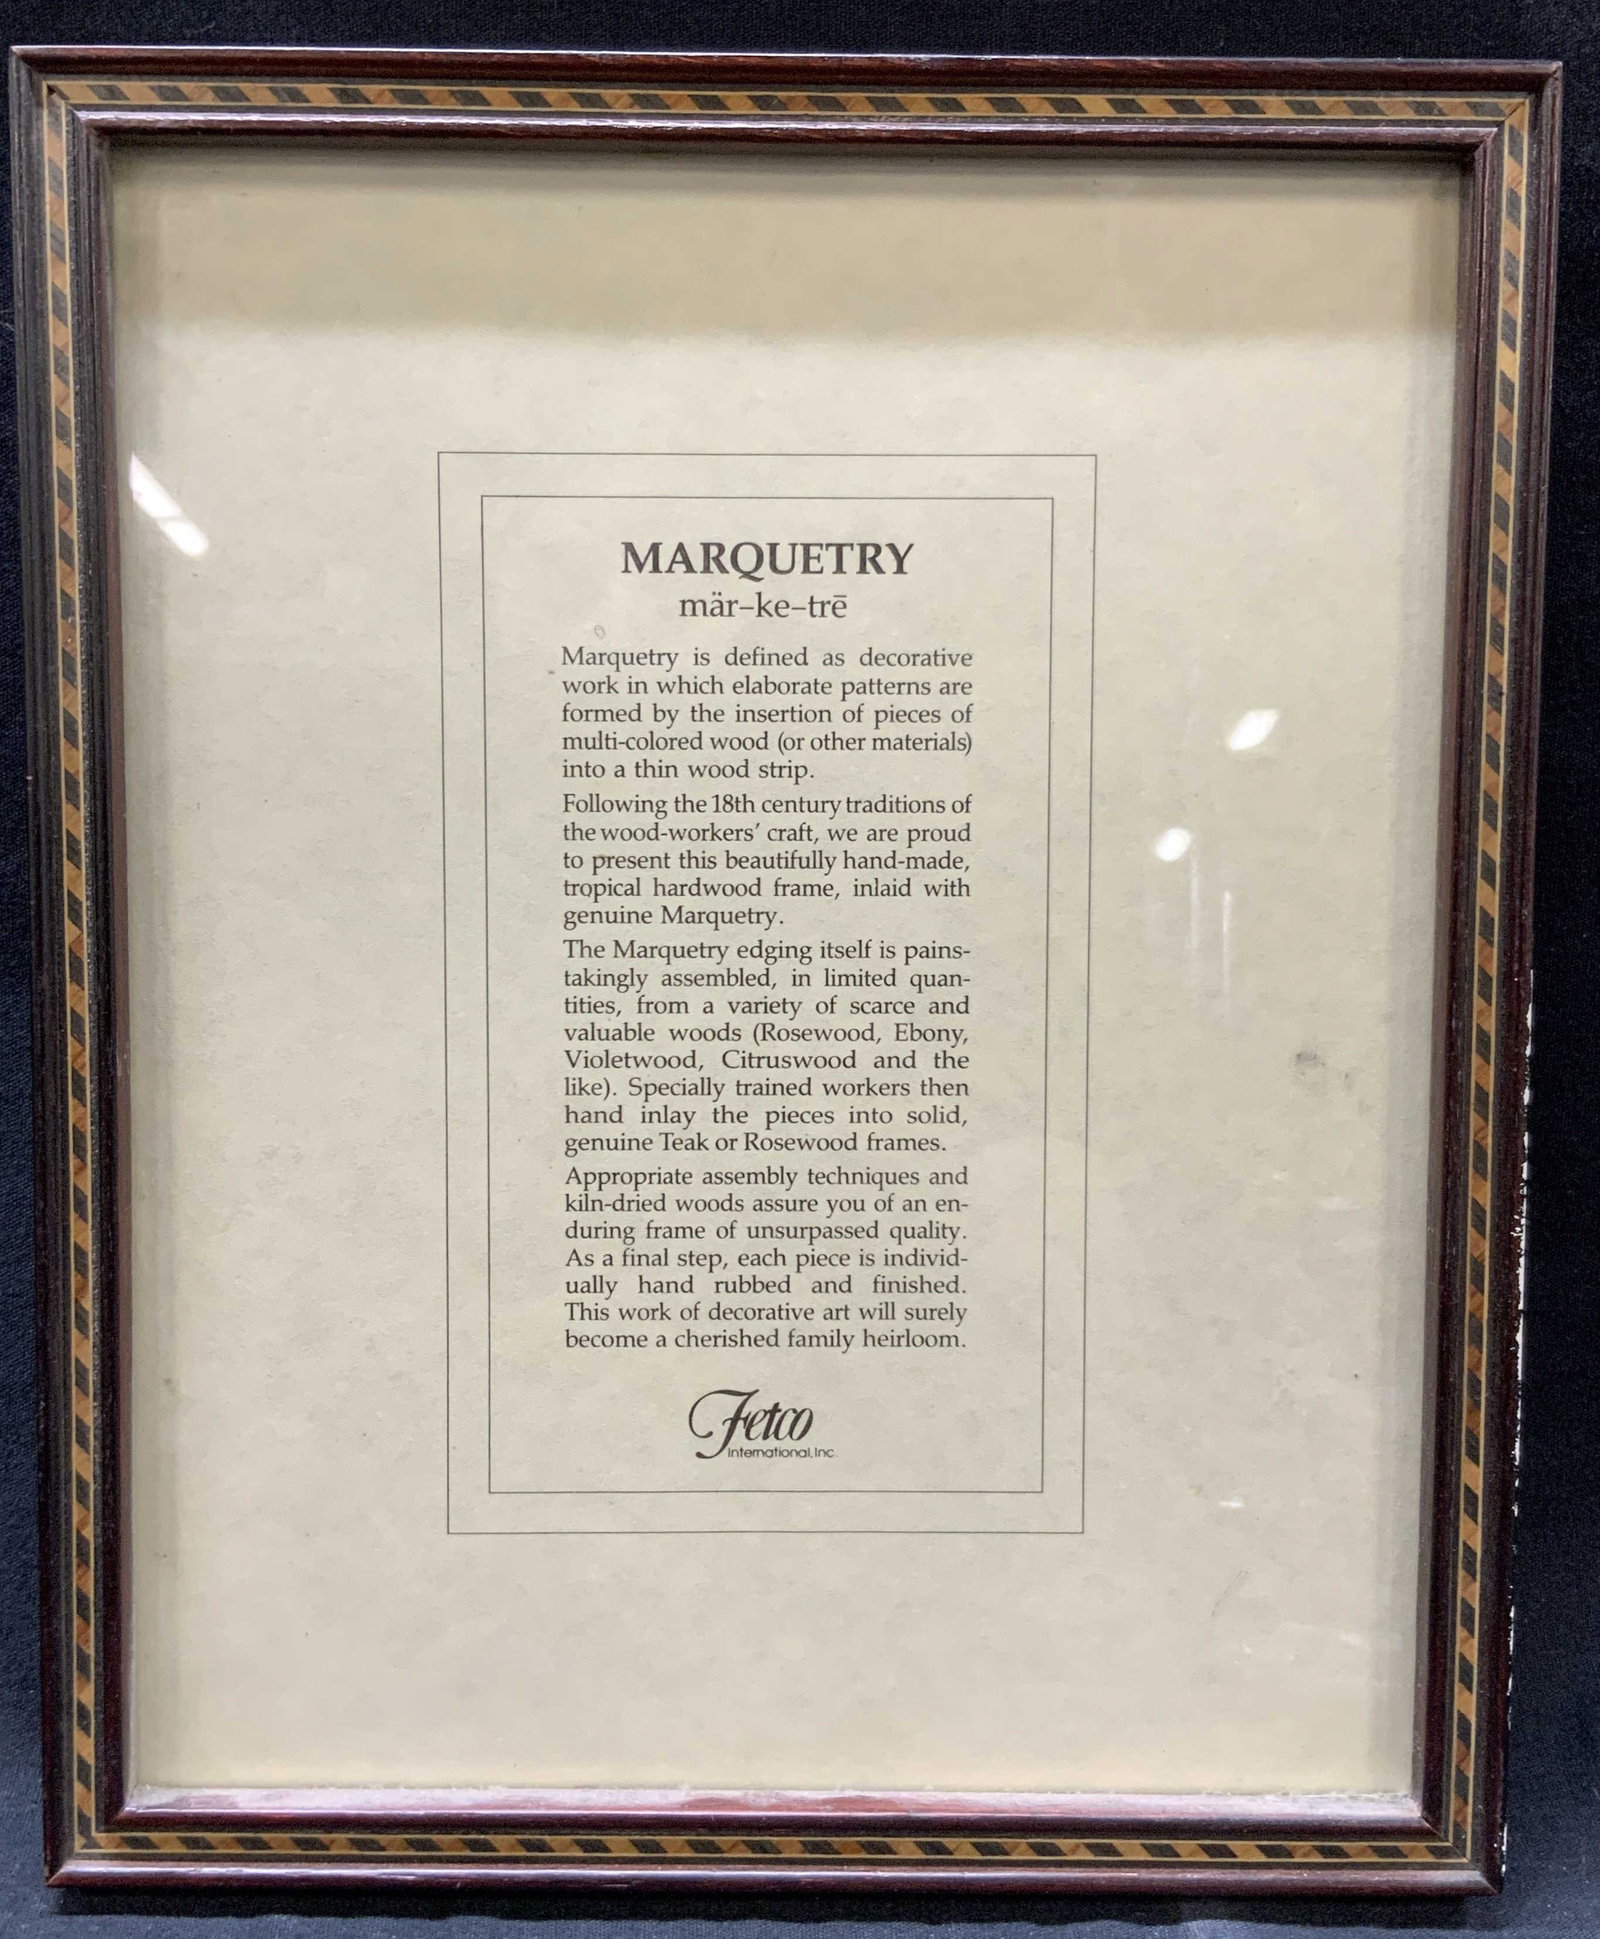 MARQUETRY
mär–ke–trē
Marquetry is defined as decorative
work in which elaborate patterns are
formed by the insertion of pieces of
multi-colored wood (or other materials)
into a thin wood strip.
Following the 18th century traditions of
the wood-workers' craft, we are proud
to present this beautifully hand-made,
tropical hardwood frame, inlaid with
genuine Marquetry.
The Marquetry edging itself is pains-
takingly assembled, in limited quan-
tities, from a variety of scarce and
valuable woods (Rosewood, Ebony,
Violetwood, Citruswood and the
like). Specially trained workers then
hand inlay the pieces into solid,
genuine Teak or Rosewood frames.
Appropriate assembly techniques and
kiln-dried woods assure you of an en-
during frame of unsurpassed quality.
As a final step, each piece is individ-
ually hand rubbed and finished.
This work of decorative art will surely
become a cherished family heirloom.
Fetco
International, Inc.